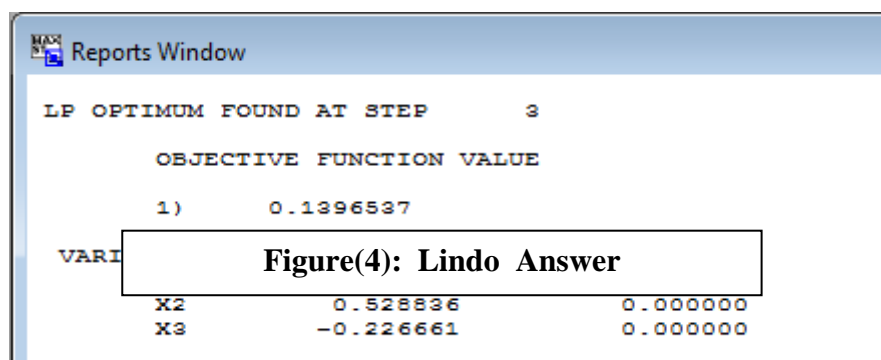 Reports Window
LP OPTIMUM FOUND AT STEP 3
OBJECTIVE FUNCTION VALUE
1) 0.1396537
VARI
Figure(4): Lindo Answer
X2 0.528836 0.000000
X3 -0.226661 0.000000